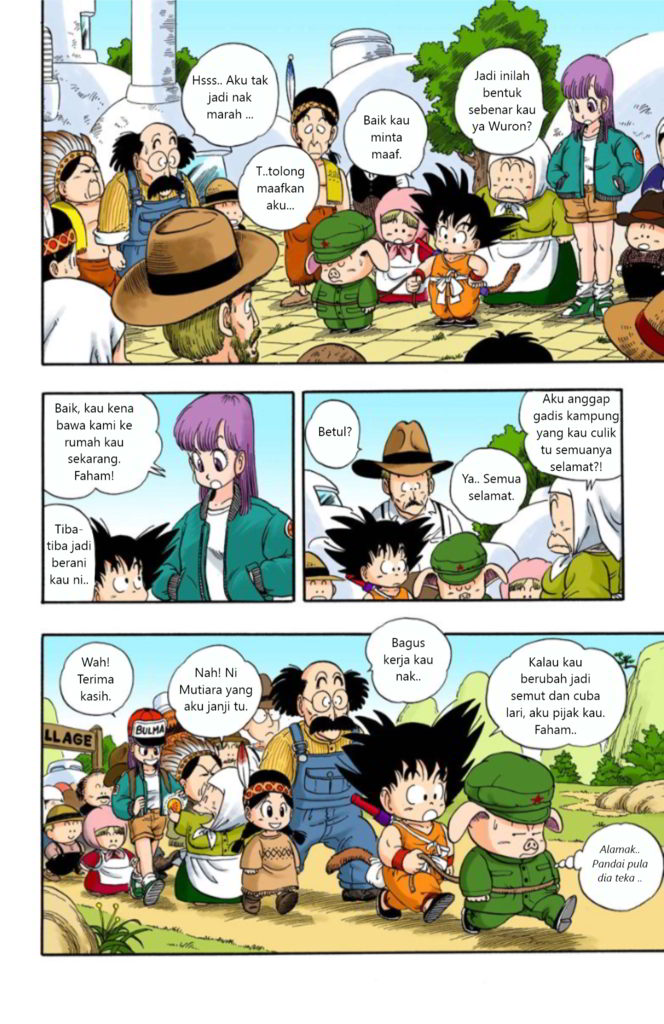 Hsss.. Aku tak
jadi nak
marah ...
T..tolong
maafkan
aku...
Baik kau
minta
maaf.
Jadi inilah
bentuk
sebenar kau
ya Wuron?
Baik, kau kena
bawa kami ke
rumah kau
sekarang.
Faham!
Tiba-
tiba jadi
berani
kau ni..
Betul?
Ya.. Semua
selamat.
Aku anggap
gadis kampung
yang kau culik
tu semuanya
selamat?!
Wah!
Terima
kasih.
Nah! Ni
Mutiara yang
aku janji tu.
Bagus
kerja kau
nak..
Kalau kau
berubah jadi
semut dan cuba
lari, aku pijak kau.
Faham..
LLAGE
BULMA
Alamak..
Pandai pula
dia teka ..